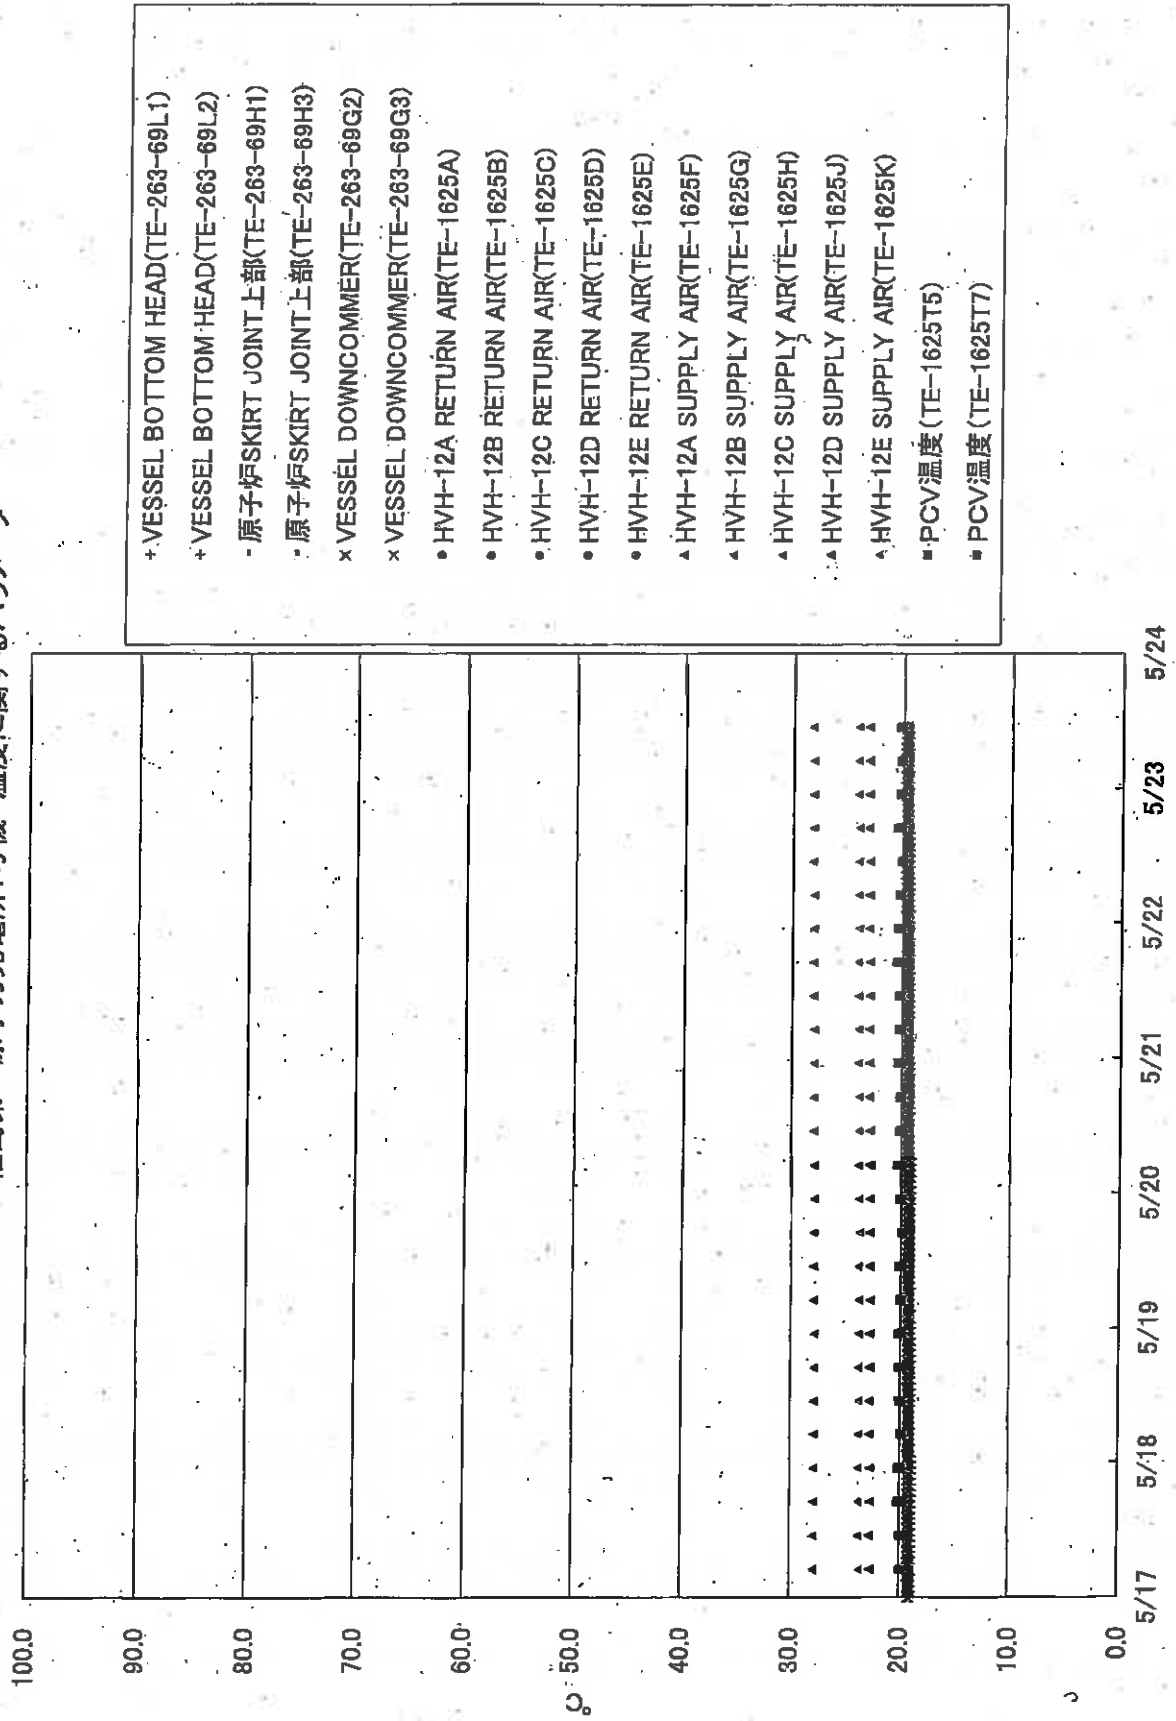 +VESSEL BOTTOM HEAD(TE-263-69L1)
+VESSEL BOTTOM HEAD(TE-263-69L2)
-原子炉SKIRT JOINT上部(TE-263-69H1)
-原子炉SKIRT JOINT上部(TE-263-69H3)
×VESSEL DOWNCOMMER(TE-263-69G2)
×VESSEL DOWNCOMMER(TE-263-69G3)
●HVH-12A RETURN AIR(TE-1625A)
●HVH-12B RETURN AIR(TE-1625B)
●HVH-12C RETURN AIR(TE-1625C)
●HVH-12D RETURN AIR(TE-1625D)
●HVH-12E RETURN AIR(TE-1625E)
▲HVH-12A SUPPLY AIR(TE-1625F)
▲HVH-12B SUPPLY AIR(TE-1625G)
▲HVH-12C SUPPLY AIR(TE-1625H)
▲HVH-12D SUPPLY AIR(TE-1625J)
▲HVH-12E SUPPLY AIR(TE-1625K)
■PCV温度(TE-1625T5)
■PCV温度(TE-1625T7)
100.0
90.0
80.0
70.0
60.0
50.0
40.0
30.0
20.0
10.0
0.0
℃
5/17 5/18 5/19 5/20 5/21 5/22 5/23 5/24